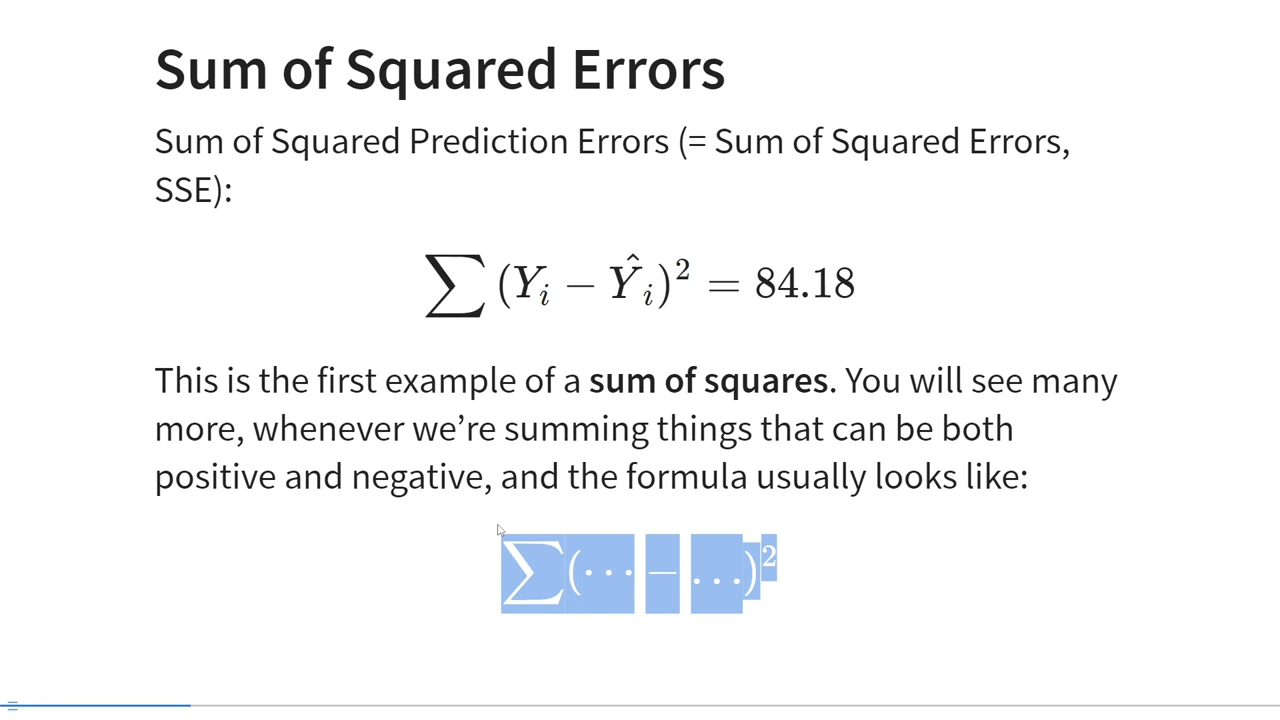 Sum of Squared Errors
Sum of Squared Prediction Errors (= Sum of Squared Errors,
SSE):
∑ (Yᵢ − Ŷᵢ)² = 84.18
This is the first example of a sum of squares. You will see many
more, whenever we’re summing things that can be both
positive and negative, and the formula usually looks like:
∑(⋯ − …)²